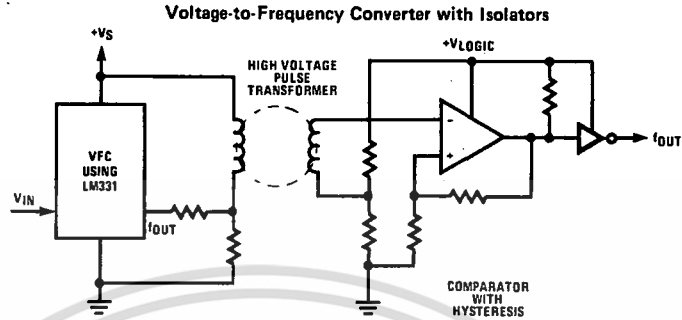 Voltage-to-Frequency Converter with Isolators
+VS
+VLOGIC
HIGH VOLTAGE
PULSE
TRANSFORMER
VFC
USING
LM331
-
+
fOUT
VIN
fOUT
COMPARATOR
WITH
HYSTERESIS